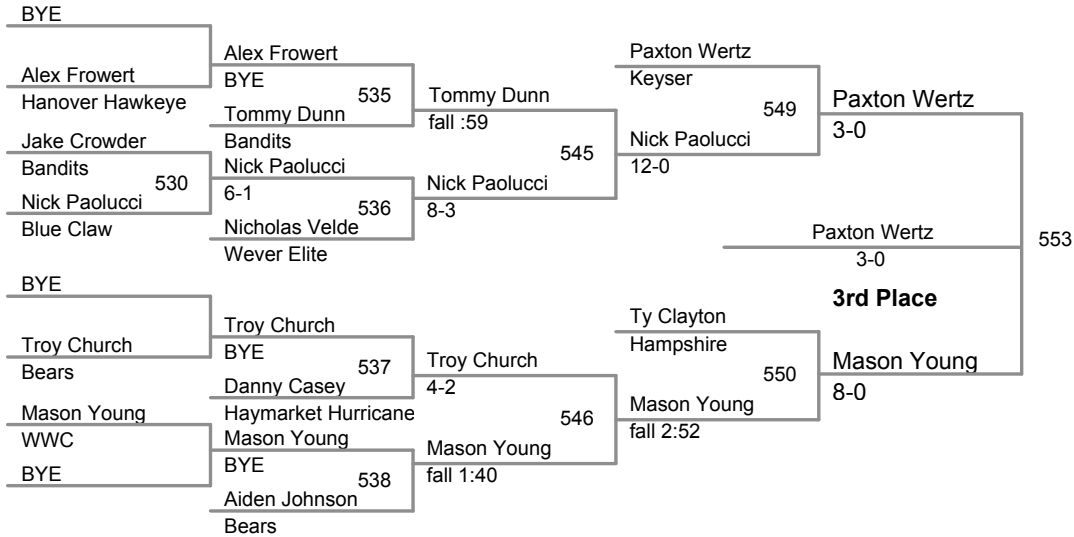 BYE
Alex Frowert
Hanover Hawkeye
Jake Crowder
Bandits
530
Nick Paolucci
Blue Claw
Alex Frowert
BYE
535
Tommy Dunn
Bandits
Nick Paolucci
6-1
536
Nicholas Velde
Wever Elite
Tommy Dunn
fall :59
545
Nick Paolucci
8-3
Paxton Wertz
Keyser
549
Nick Paolucci
12-0
Paxton Wertz
3-0
Paxton Wertz
3-0
553
3rd Place
BYE
Troy Church
Bears
Mason Young
WWC
BYE
Troy Church
BYE
537
Danny Casey
Haymarket Hurricane
Mason Young
BYE
538
Aiden Johnson
Bears
Troy Church
4-2
546
Mason Young
fall 1:40
Ty Clayton
Hampshire
550
Mason Young
fall 2:52
Mason Young
8-0